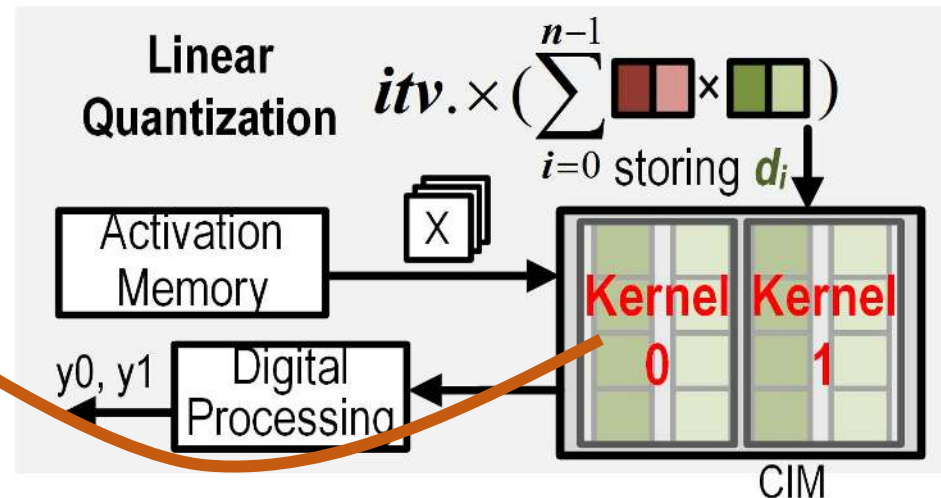 Linear
Quantization
itv. × ( ∑ × )
n−1
i=0
storing di
Activation
Memory
X
Kernel
0
Kernel
1
y0, y1
Digital
Processing
CIM